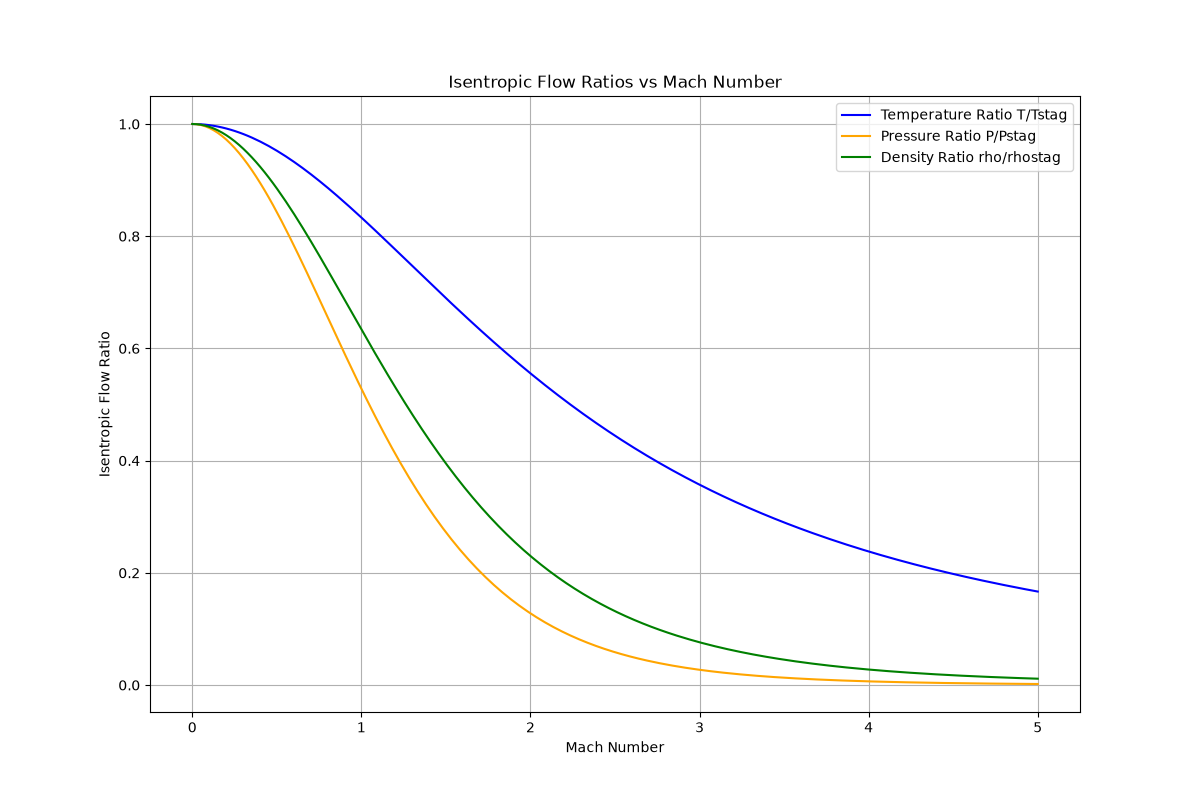 Isentropic Flow Ratios vs Mach Number
Temperature Ratio T/Tstag
Pressure Ratio P/Pstag
Density Ratio rho/rhostag
Isentropic Flow Ratio
1.0
0.8
0.6
0.4
0.2
0.0
0 1 2 3 4 5
Mach Number